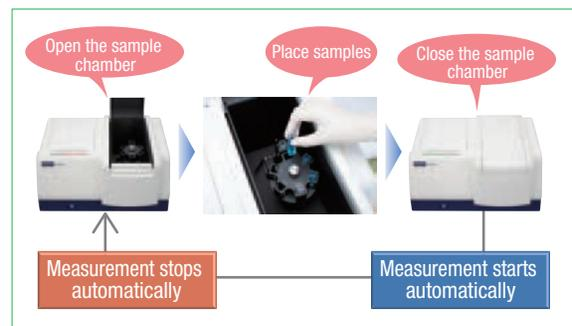 Open the sample
chamber
Place samples
Close the sample
chamber
Measurement stops
automatically
Measurement starts
automatically